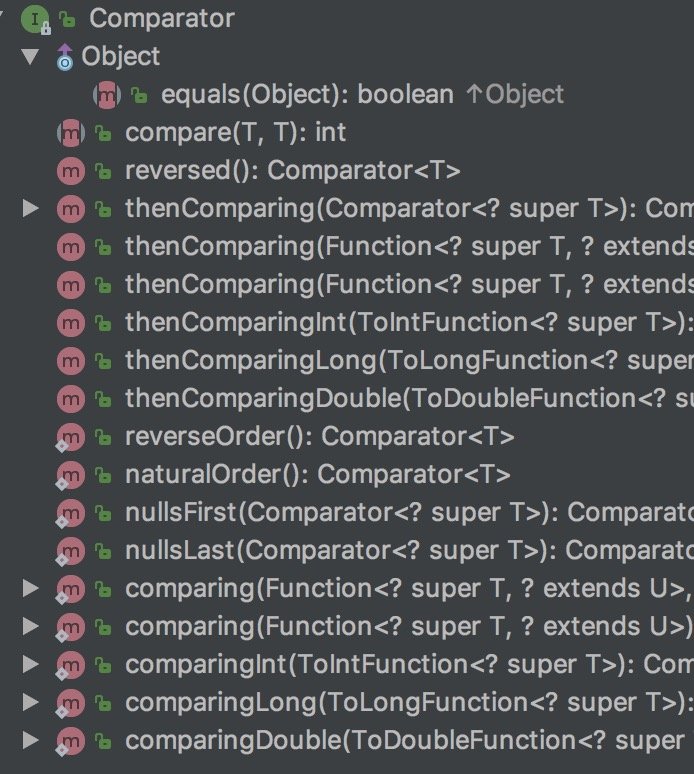 Comparator
Object
equals(Object): boolean ↑Object
compare(T, T): int
reversed(): Comparator<T>
thenComparing(Comparator<? super T>): Com
thenComparing(Function<? super T, ? extends
thenComparing(Function<? super T, ? extends
thenComparingInt(ToIntFunction<? super T>):
thenComparingLong(ToLongFunction<? super
thenComparingDouble(ToDoubleFunction<? su
reverseOrder(): Comparator<T>
naturalOrder(): Comparator<T>
nullsFirst(Comparator<? super T>): Comparato
nullsLast(Comparator<? super T>): Comparato
comparing(Function<? super T, ? extends U>,
comparing(Function<? super T, ? extends U>)
comparingInt(ToIntFunction<? super T>): Com
comparingLong(ToLongFunction<? super T>):
comparingDouble(ToDoubleFunction<? super